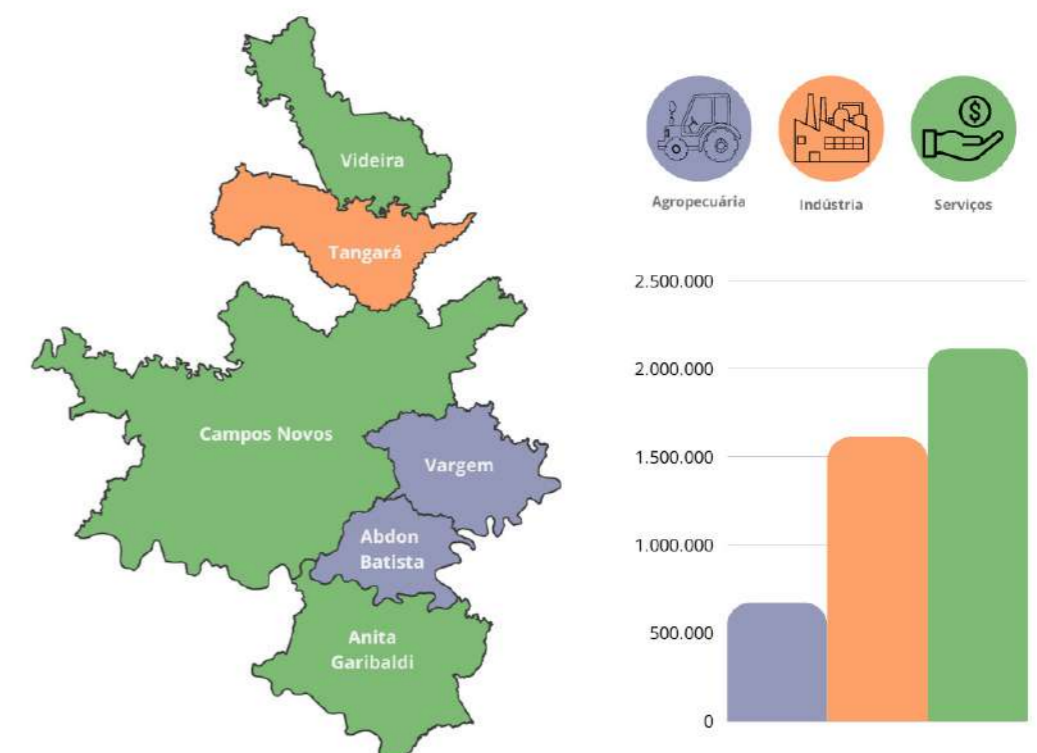 Videira
Tangará
Campos Novos
Vargem
Abdon
Batista
Anita
Garibaldi
$
Agropecuária
Indústria
Serviços
2.500.000
2.000.000
1.500.000
1.000.000
500.000
0